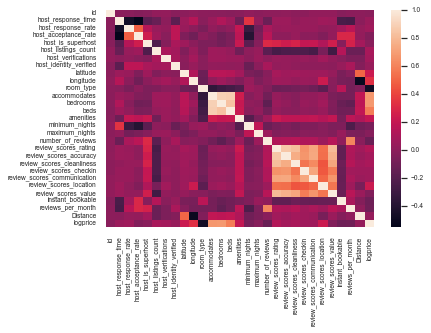 id
host_response_time
host_response_rate
host_acceptance_rate
host_is_superhost
host_listings_count
host_verifications
host_identity_verified
latitude
longitude
room_type
accommodates
bedrooms
beds
amenities
minimum_nights
maximum_nights
number_of_reviews
review_scores_rating
review_scores_accuracy
review_scores_cleanliness
review_scores_checkin
review_scores_communication
review_scores_location
review_scores_value
instant_bookable
reviews_per_month
Distance
logprice
1.0
0.8
0.6
0.4
0.2
0.0
−0.2
−0.4
id
host_response_time
host_response_rate
host_acceptance_rate
host_is_superhost
host_listings_count
host_verifications
host_identity_verified
latitude
longitude
room_type
accommodates
bedrooms
beds
amenities
minimum_nights
maximum_nights
number_of_reviews
review_scores_rating
review_scores_accuracy
review_scores_cleanliness
review_scores_checkin
review_scores_communication
review_scores_location
review_scores_value
instant_bookable
reviews_per_month
Distance
logprice